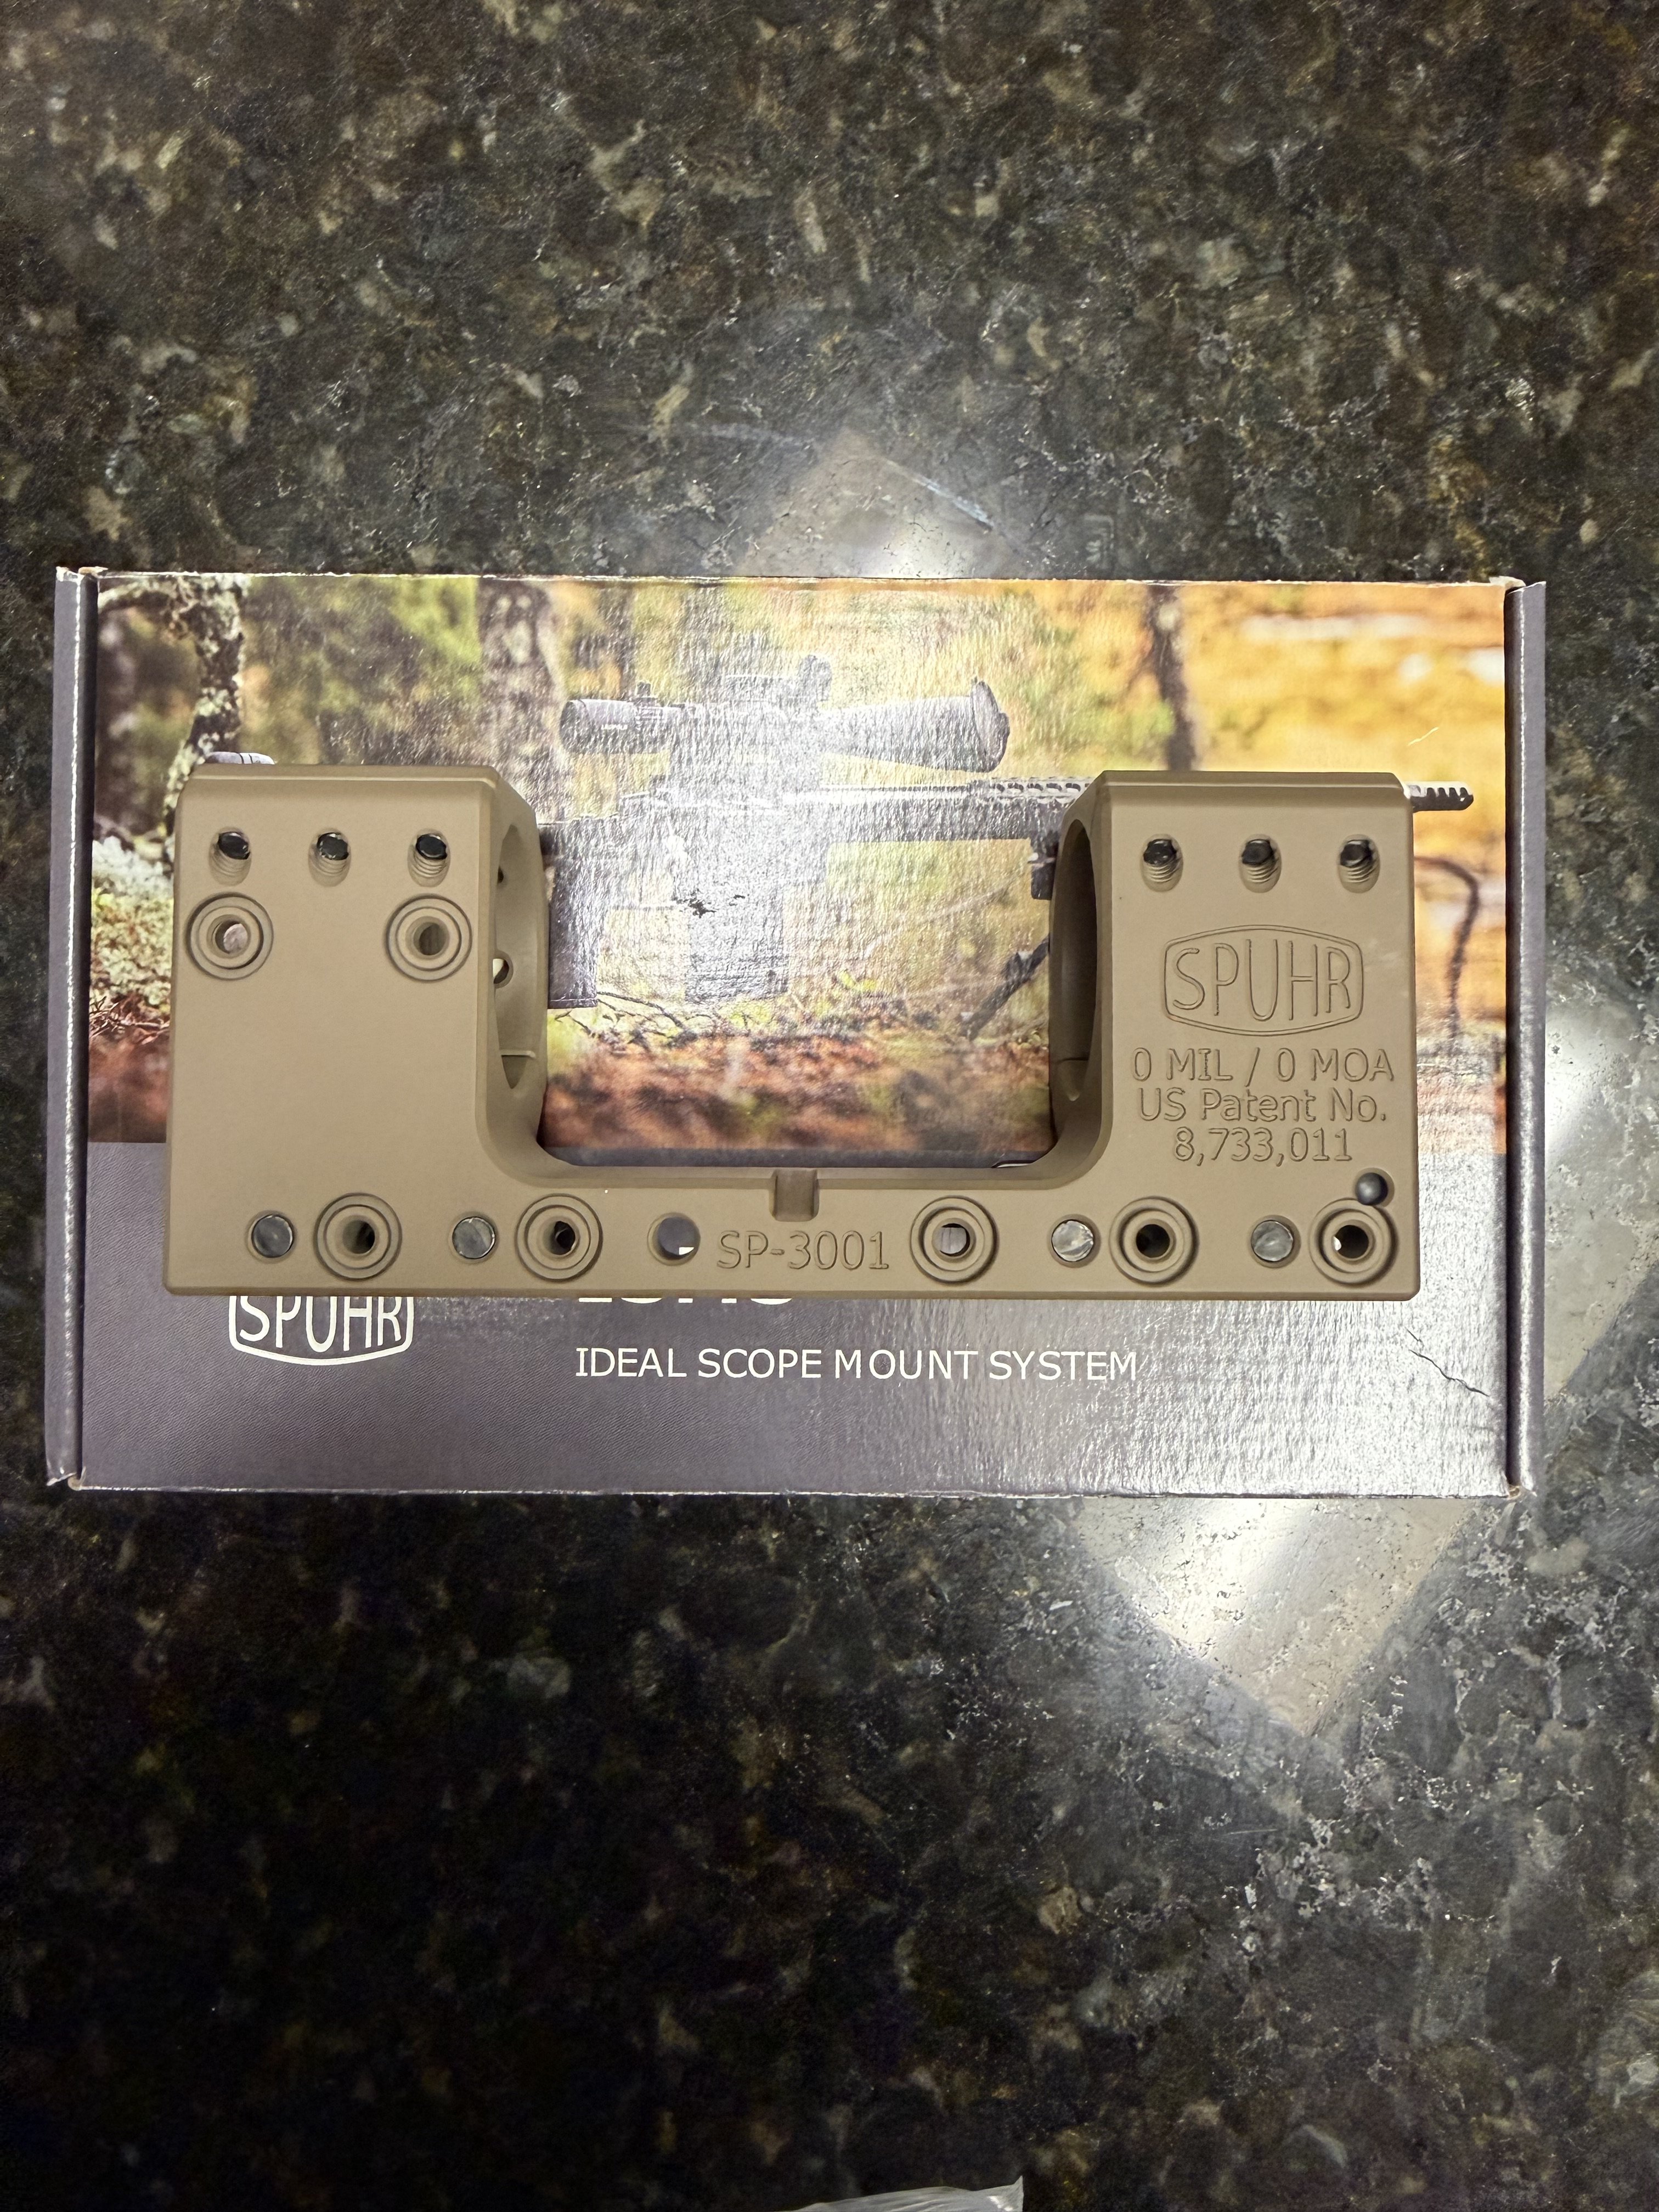 SPUHR
0 MIL / 0 MOA
US Patent No.
8,733,011
SP-3001
SPUHR
IDEAL SCOPE MOUNT SYSTEM